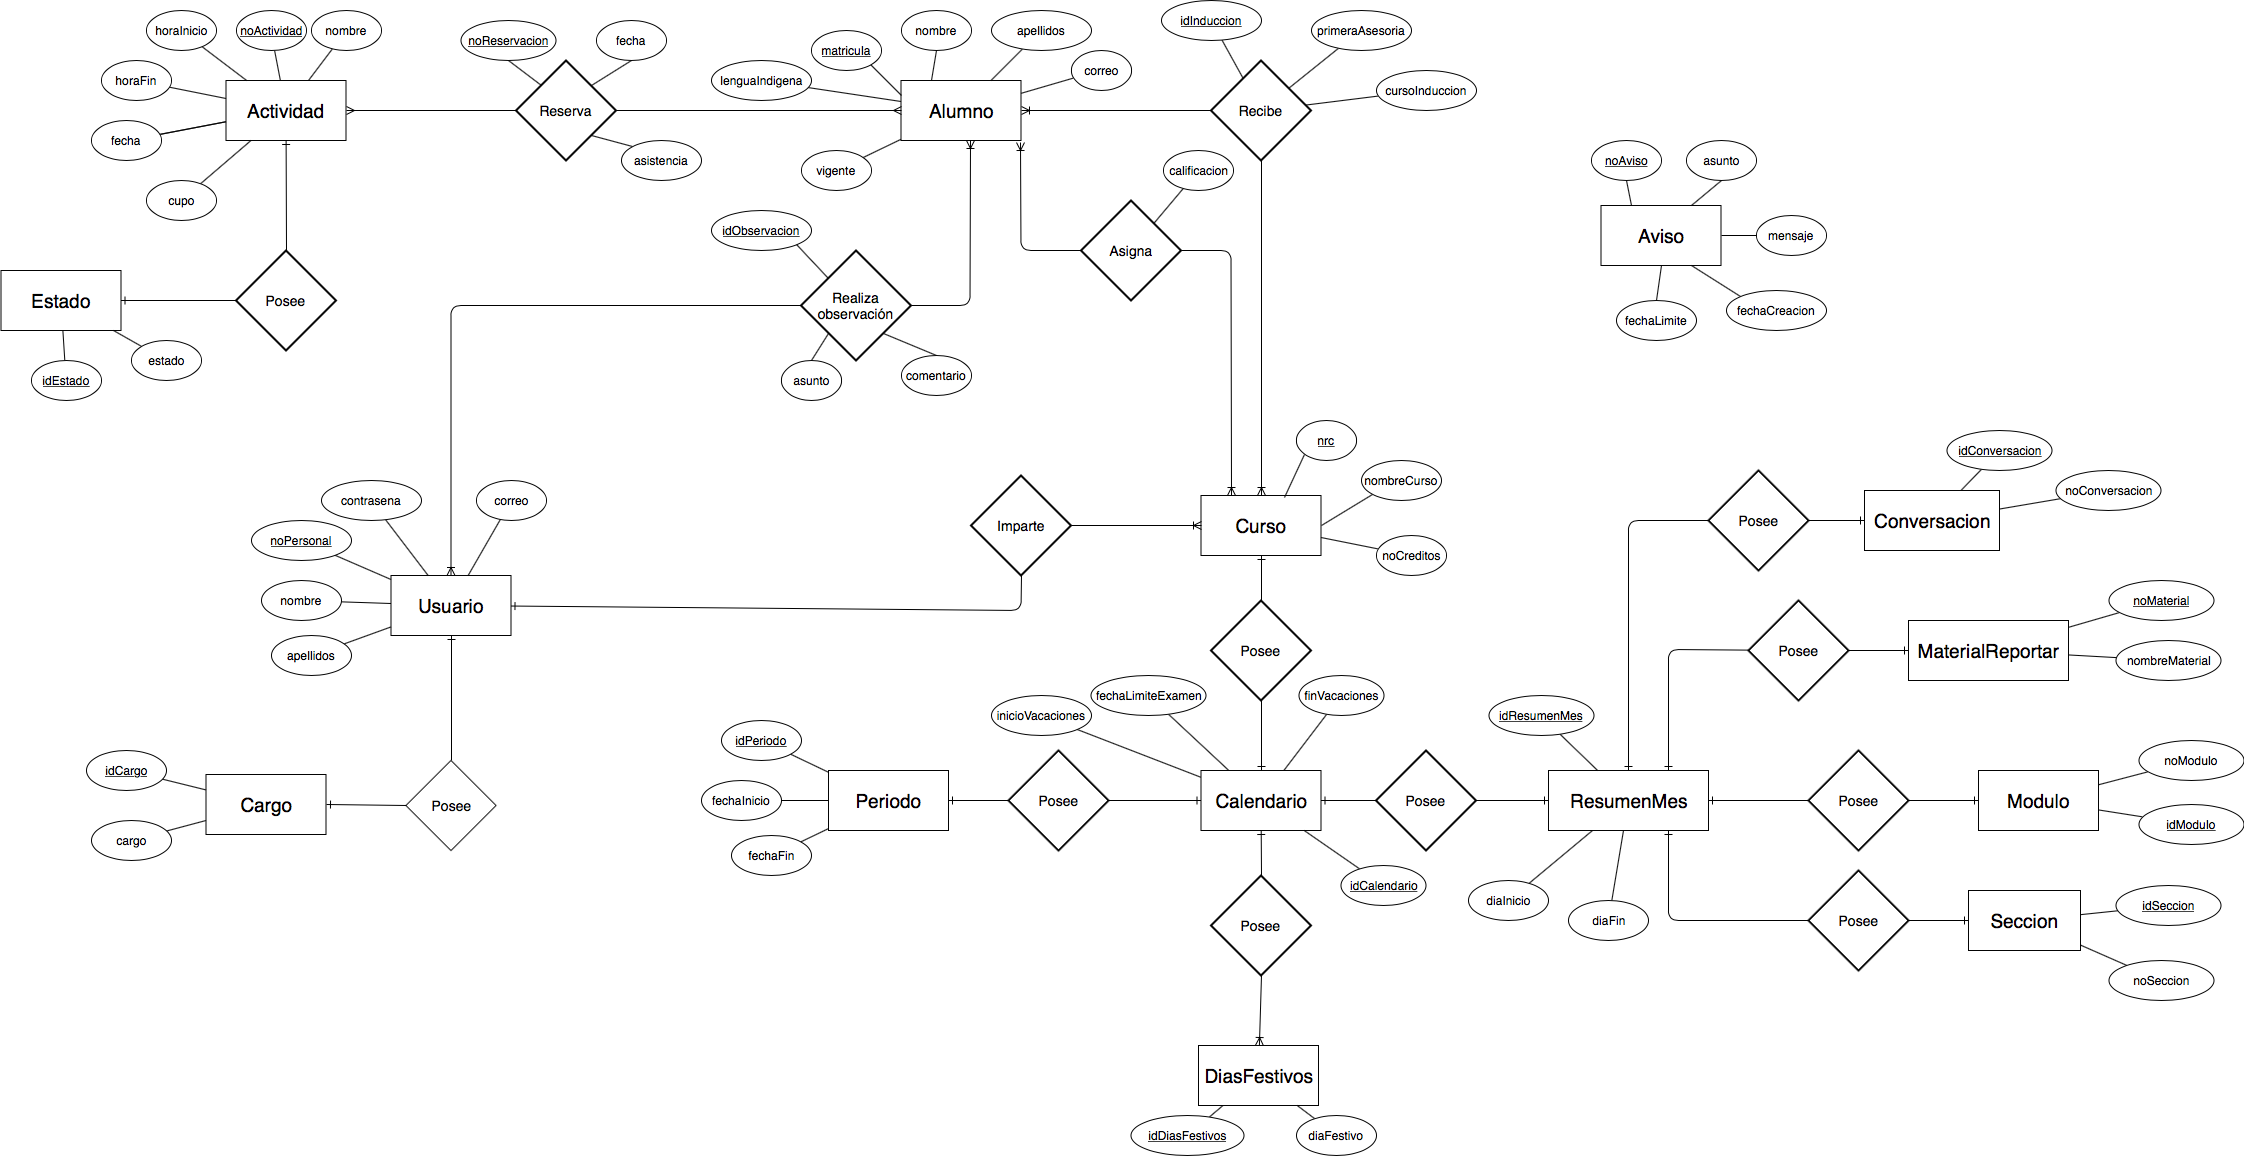 horaInicio
noActividad
nombre
horaFin
Actividad
fecha
cupo
noReservacion
fecha
Reserva
asistencia
nombre
apellidos
matricula
correo
lenguaIndigena
Alumno
vigente
idInduccion
primeraAsesoria
cursoInduccion
Recibe
calificacion
Asigna
noAviso
asunto
Aviso
mensaje
fechaLimite
fechaCreacion
Estado
Posee
idEstado
estado
idObservacion
Realiza
observación
asunto
comentario
nrc
nombreCurso
Curso
noCreditos
Imparte
contrasena
correo
noPersonal
nombre
Usuario
apellidos
Posee
idCargo
Cargo
cargo
Posee
idConversacion
noConversacion
Conversacion
Posee
noMaterial
MaterialReportar
nombreMaterial
Posee
inicioVacaciones
fechaLimiteExamen
finVacaciones
idPeriodo
fechaInicio
Periodo
fechaFin
Posee
Calendario
idCalendario
Posee
idResumenMes
ResumenMes
diaInicio
diaFin
Posee
noModulo
Modulo
idModulo
Posee
idSeccion
Seccion
noSeccion
Posee
Posee
DiasFestivos
idDiasFestivos
diaFestivo